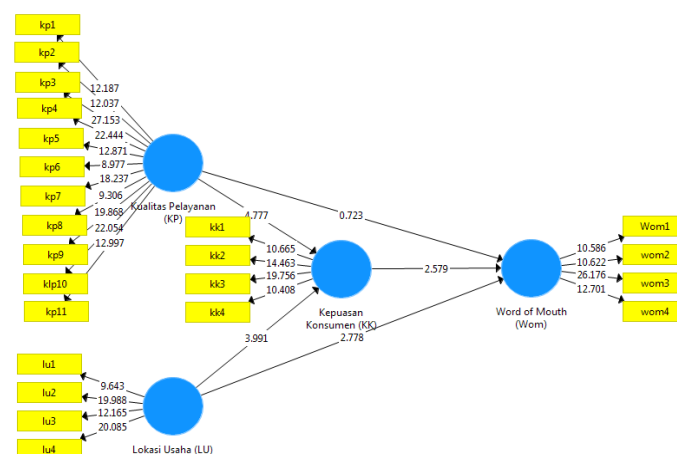 kp1
kp2
kp3
kp4
kp5
kp6
kp7
kp8
kp9
klp10
kp11
12.187
12.037
27.153
22.444
12.871
8.977
18.237
9.306
19.868
22.054
12.997
Kualitas Pelayanan
(KP)
4.777
0.723
kk1
kk2
kk3
kk4
10.665
14.463
19.756
10.408
Kepuasan
Konsumen (KK)
2.579
3.991
2.778
Word of Mouth
(Wom)
10.586
10.622
26.176
12.701
Wom1
wom2
wom3
wom4
lu1
lu2
lu3
lu4
9.643
19.988
12.165
20.085
Lokasi Usaha (LU)